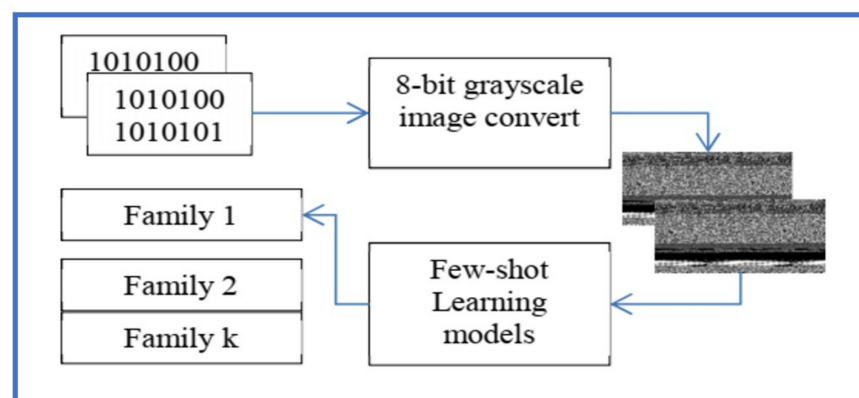 1010100
1010100
1010101
8-bit grayscale
image convert
Family 1
Family 2
Family k
Few-shot
Learning
models